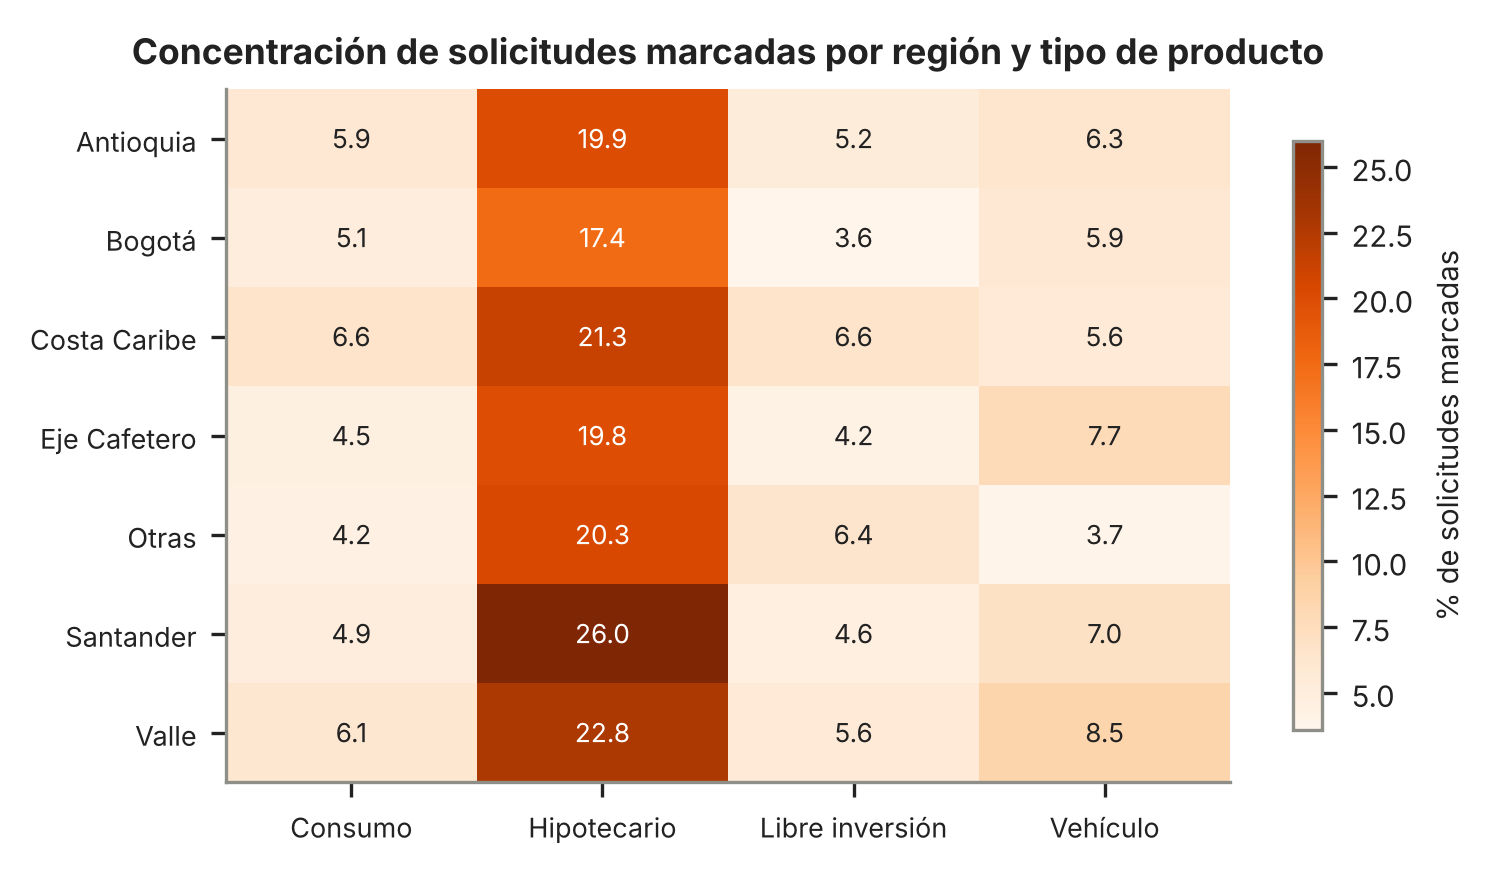 Concentración de solicitudes marcadas por región y tipo de producto
Antioquia 5.9 19.9 5.2 6.3
Bogotá 5.1 17.4 3.6 5.9
Costa Caribe 6.6 21.3 6.6 5.6
Eje Cafetero 4.5 19.8 4.2 7.7
Otras 4.2 20.3 6.4 3.7
Santander 4.9 26.0 4.6 7.0
Valle 6.1 22.8 5.6 8.5
Consumo Hipotecario Libre inversión Vehículo
25.0
22.5
20.0
17.5
15.0
12.5
10.0
7.5
5.0
% de solicitudes marcadas